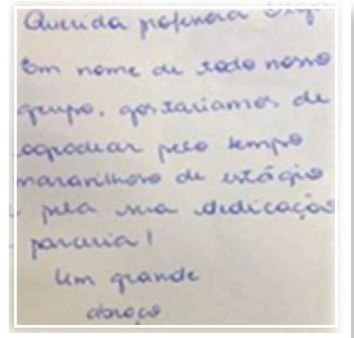 Querida professora
Em nome de todo nosso
grupo, gostaríamos de
agradecer pelo tempo
maravilhoso de estágio
pela sua dedicação
parceria!
Um grande
abraço